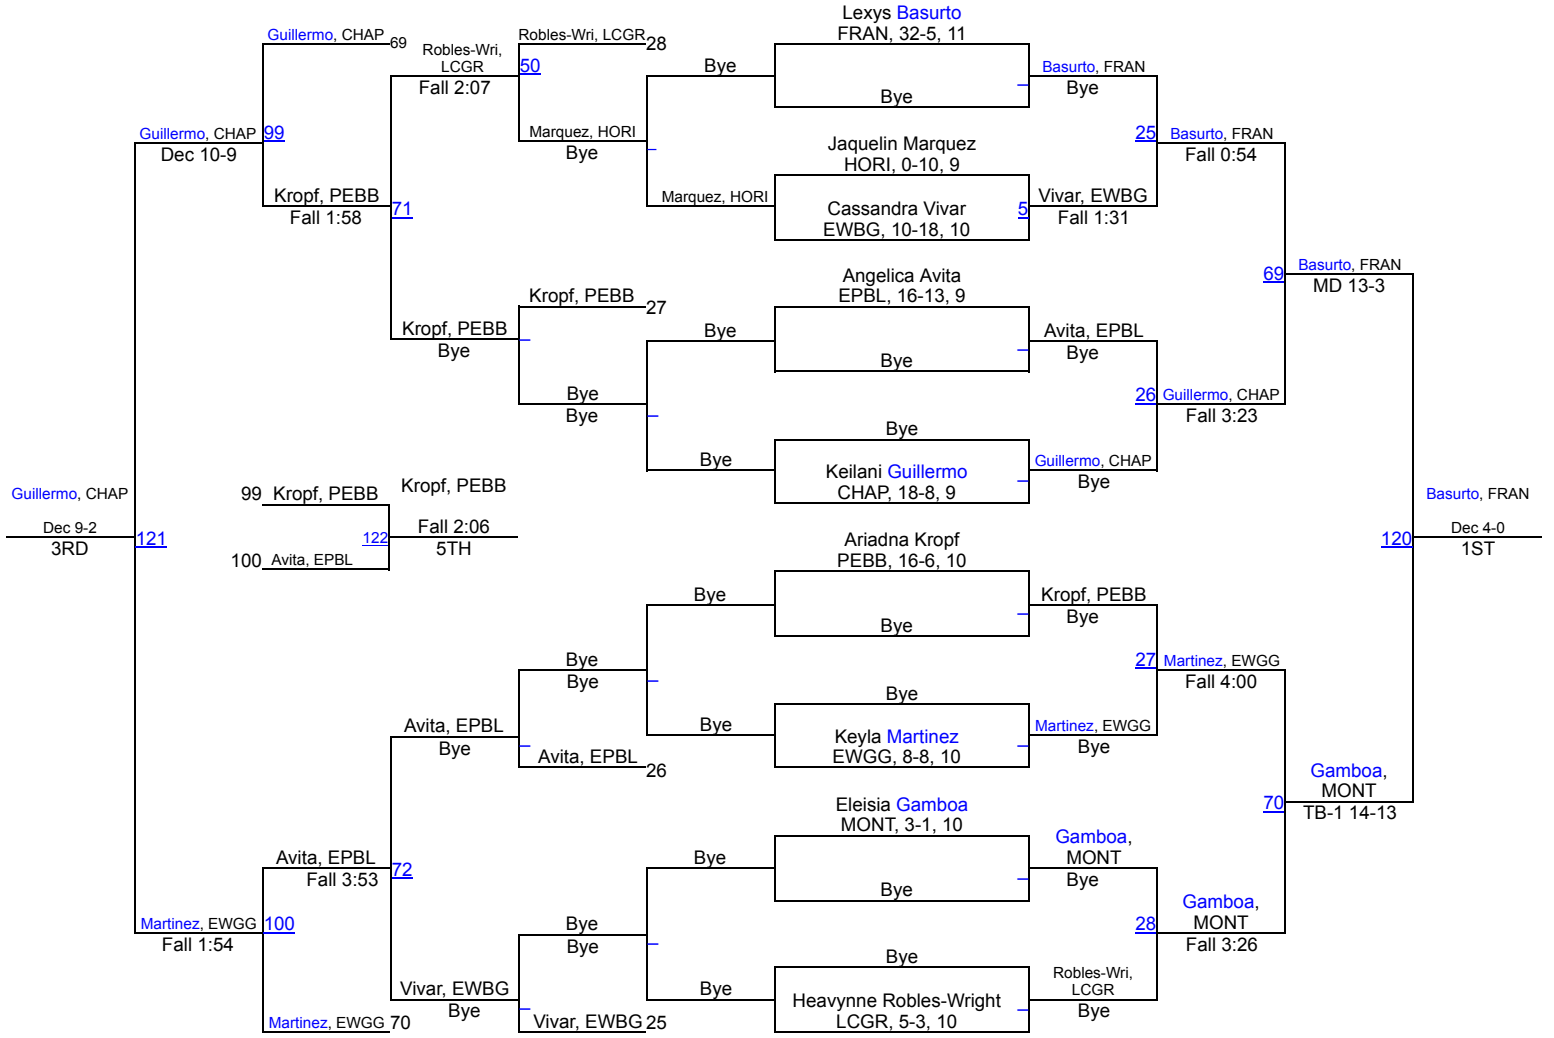 Lexys Basurto
FRAN, 32-5, 11
Guillermo, CHAP 69
Robles-Wri,
LCGR
Fall 2:07
Robles-Wri, LCGR 28
50
Bye
Bye
Basurto, FRAN
Bye
Guillermo, CHAP 99
Dec 10-9
Marquez, HORI
Bye
Jaquelin Marquez
HORI, 0-10, 9
25 Basurto, FRAN
Fall 0:54
Kropf, PEBB
Fall 1:58
71
Marquez, HORI
Cassandra Vivar
EWBG, 10-18, 10
5 Vivar, EWBG
Fall 1:31
Angelica Avita
EPBL, 16-13, 9
69 Basurto, FRAN
MD 13-3
Kropf, PEBB 27
Kropf, PEBB
Bye
Bye
Bye
Avita, EPBL
Bye
Bye
Bye
26 Guillermo, CHAP
Fall 3:23
Bye
Bye
Keilani Guillermo
CHAP, 18-8, 9
Guillermo, CHAP
Bye
Guillermo, CHAP
Dec 9-2
3RD
121
99 Kropf, PEBB
Kropf, PEBB
122
Fall 2:06
5TH
100 Avita, EPBL
Basurto, FRAN
120
Dec 4-0
1ST
Ariadna Kropf
PEBB, 16-6, 10
Bye
Bye
Kropf, PEBB
Bye
Bye
Bye
27 Martinez, EWGG
Fall 4:00
Avita, EPBL
Bye
Bye
Bye
Keyla Martinez
EWGG, 8-8, 10
Martinez, EWGG
Bye
Avita, EPBL 26
Gamboa,
MONT
70
TB-1 14-13
Eleisia Gamboa
MONT, 3-1, 10
Avita, EPBL
Fall 3:53
72
Bye
Bye
Gamboa,
MONT
Bye
Martinez, EWGG 100
Fall 1:54
Bye
Bye
28
Gamboa,
MONT
Fall 3:26
Vivar, EWBG
Bye
Bye
Bye
Heavynne Robles-Wright
LCGR, 5-3, 10
Robles-Wri,
LCGR
Bye
Martinez, EWGG 70
Vivar, EWBG 25